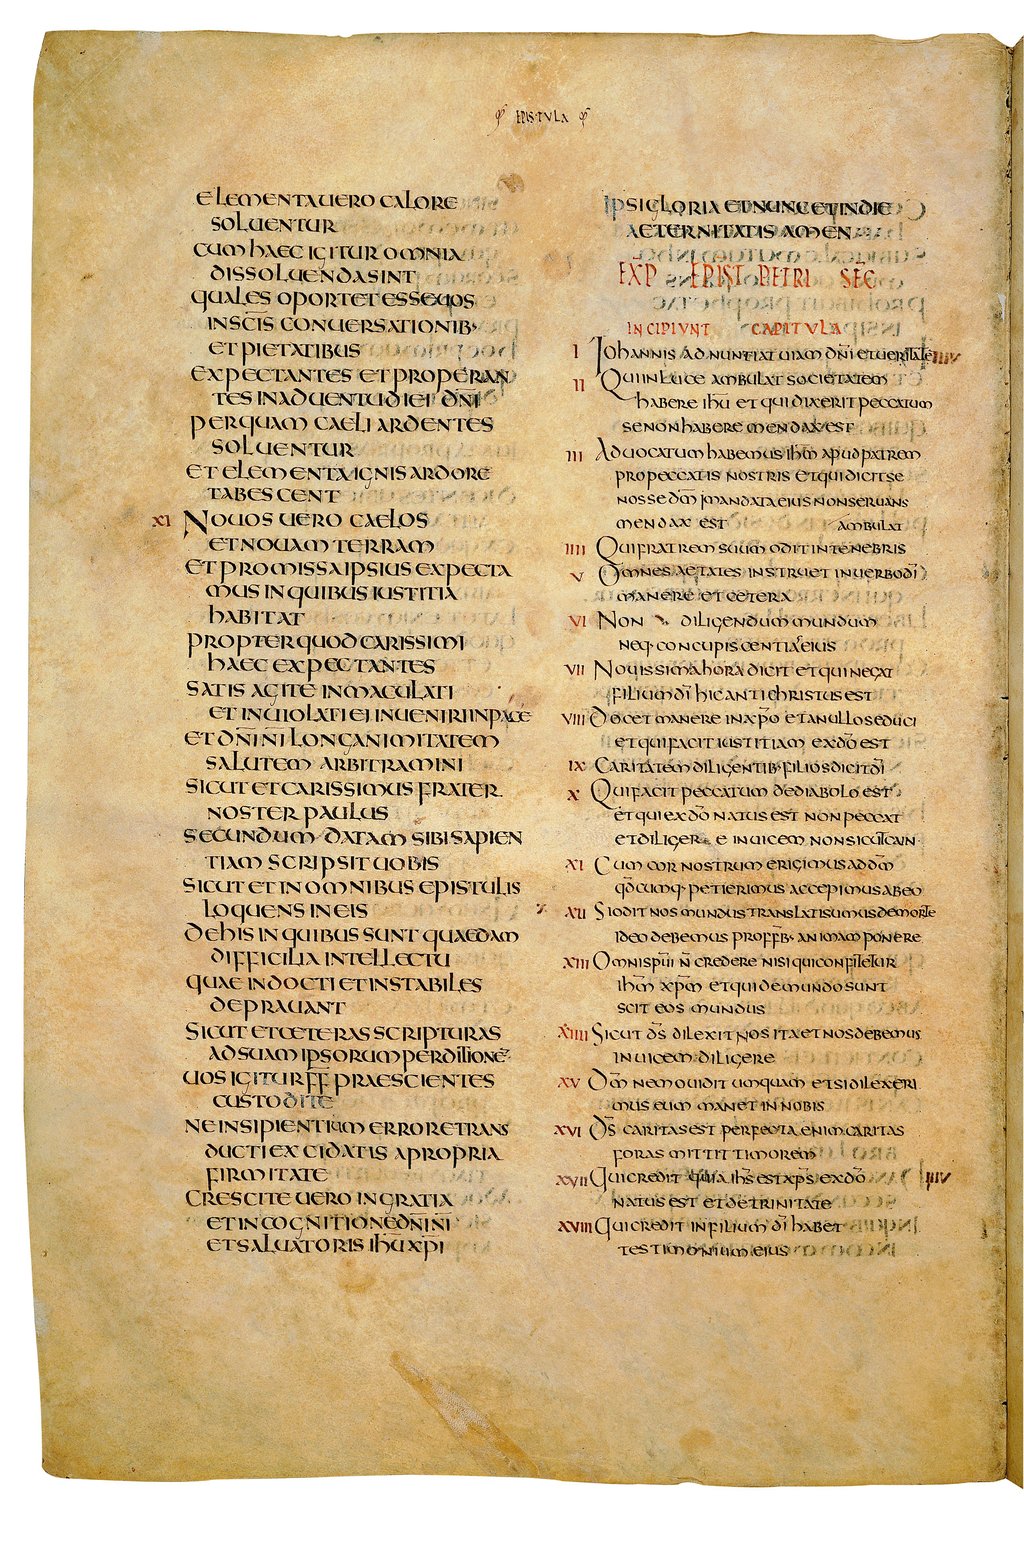 EPISTULA
ELEMENTA UERO CALORE
SOLUENTUR
CUM HAEC IGITUR OMNIA
DISSOLUENDA SINT
QUALES OPORTET ESSE UOS
IN SC̅IS CONUERSATIONIB·
ET PIETATIBUS
EXPECTANTES ET PROPERAN
TES IN ADUENTU DIEI DN̅I
PER QUAM CAELI ARDENTES
SOLUENTUR
ET ELEMENTA IGNIS ARDORE
TABESCENT
XI NOUOS UERO CAELOS
ET NOUAM TERRAM
ET PROMISSA IPSIUS EXPECTA
MUS IN QUIBUS IUSTITIA
HABITAT
PROPTER QUOD CARISSIMI
HAEC EXPECTANTES
SATIS AGITE INMACULATI
ET INUIOLATI EI INUENIRI IN PACE
ET DN̅I N̅I LONGANIMITATEM
SALUTEM ARBITRAMINI
SICUT ET CARISSIMUS FRATER
NOSTER PAULUS
SECUNDUM DATAM SIBI SAPIEN
TIAM SCRIPSIT UOBIS
SICUT ET IN OMNIBUS EPISTULIS
LOQUENS IN EIS
DE HIS IN QUIBUS SUNT QUAEDAM
DIFFICILIA INTELLECTU
QUAE INDOCTI ET INSTABILES
DEPRAUANT
SICUT ET CETERAS SCRIPTURAS
AD SUAM IPSORUM PERDITIONE̅
UOS IGITUR FF̅ PRAESCIENTES
CUSTODITE
NE INSIPIENTIUM ERRORE TRANS
DUCTI EXCIDATIS A PROPRIA
FIRMITATE
CRESCITE UERO IN GRATIA
ET IN COGNITIONE DN̅I N̅I
ET SALUATORIS IHU̅ XPI̅
IPSI GLORIA ET NUNC ET IN DIE
AETERNITATIS AMEN
EXP̅ EPIST PETRI SEC̅
INCIPIUNT CAPITULA
I IOHANNIS ADNUNTIAT UIAM DN̅I ET UERITATE
II QUI IN LUCE AMBULAT SOCIETATEM
HABERE IHU̅ ET QUI DIXERIT PECCATUM
SE NON HABERE MENDAX EST
III ADUOCATUM HABEMUS IHM̅ APUD PATREM
PRO PECCATIS NOSTRIS ET QUI DICIT SE
NOSSE DM̅ MANDATA EIUS NON SERUANS
MENDAX EST AMBULAT
IIII QUI FRATREM SUUM ODIT IN TENEBRIS
V OMNES AETATES INSTRUET IN UERBO DI̅
MANERE ET CETERA
VI NON DILIGENDUM MUNDUM
NEQ· CONCUPISCENTIA EIUS
VII NOUISSIMA HORA DICIT ET QUI NEGAT
FILIUM DI̅ HIC ANTICHRISTUS EST
VIII DOCET MANERE IN XPO̅ ET A NULLO SEDUCI
ET QUI FACIT IUSTITIAM EX DO̅ EST
IX CARITATEM DILIGENTIB· FILIOS DICIT DI̅
X QUI FACIT PECCATUM DE DIABOLO EST
ET QUI EX DO̅ NATUS EST NON PECCAT
ET DILIGERE INUICEM NON SICUT CAIN
XI CUM COR NOSTRUM ERIGIMUS AD DM̅
QD̅CUMQ· PETIERIMUS ACCEPIMUS AB EO
XII SI ODIT NOS MUNDUS TRANSLATI SUMUS DE MORTE
IDEO DEBEMUS PRO FF̅B· ANIMAM PONERE
XIII OMNI SPU̅I N̅ CREDERE NISI QUI CONFITETUR
IHM̅ XPM̅ ET QUI DE MUNDO SUNT
SCIT EOS MUNDUS
XIIII SICUT DS̅ DILEXIT NOS ITA ET NOS DEBEMUS
INUICEM DILIGERE
XV DM̅ NEMO UIDIT UMQUAM ET SI DILEXERI
MUS EUM MANET IN NOBIS
XVI DS̅ CARITAS EST PERFECTA ENIM CARITAS
FORAS MITTIT TIMOREM
XVII QUI CREDIT QUIA IHS̅ EST XPS̅ EX DO̅
NATUS EST ET DE TRINITATE
XVIII QUI CREDIT IN FILIUM DI̅ HABET
TESTIMONIUM EIUS